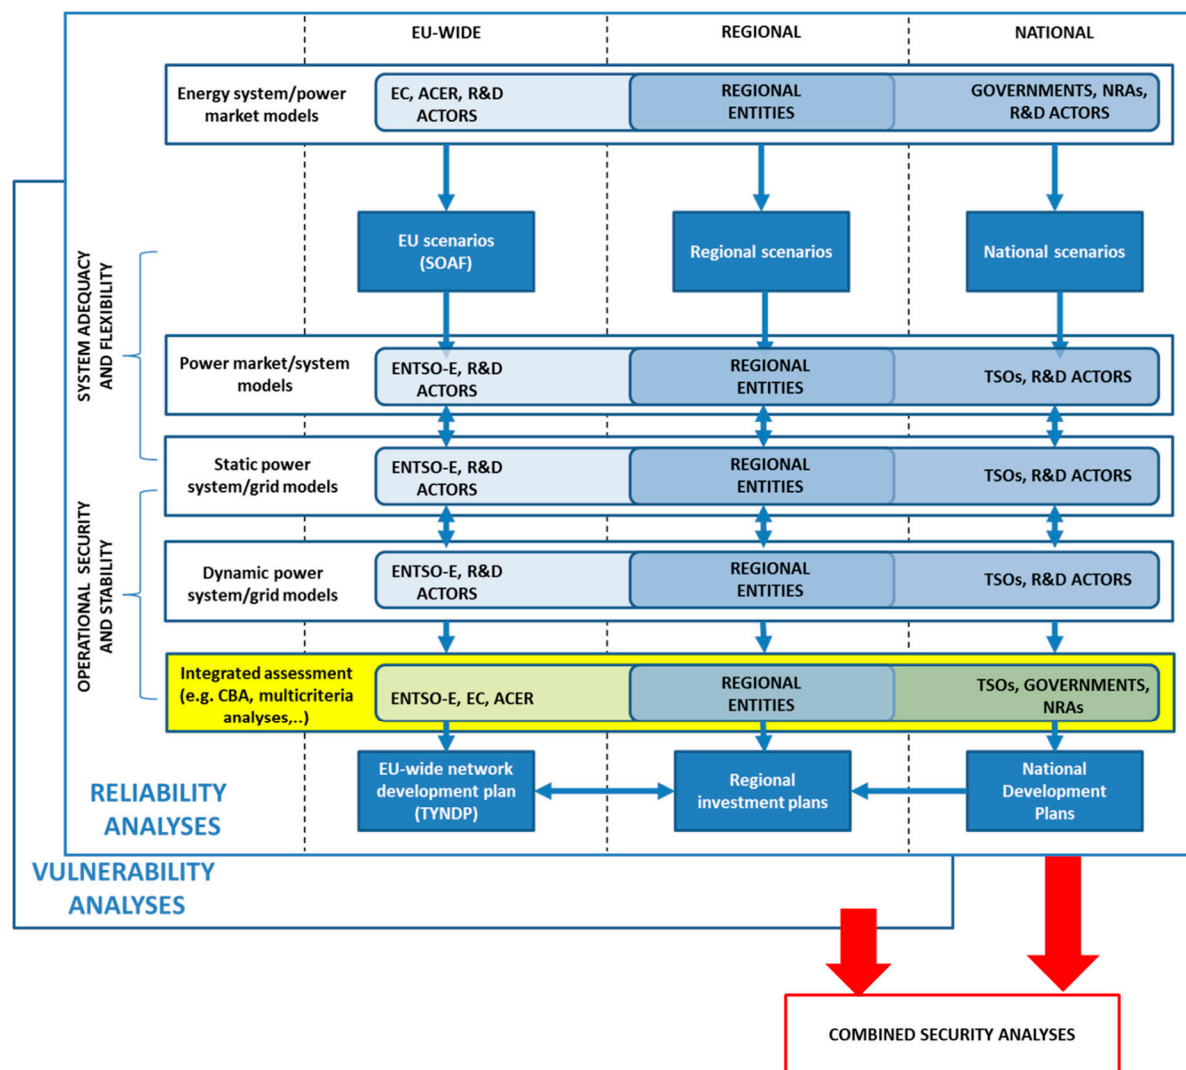 EU-WIDE
REGIONAL
NATIONAL
Energy system/power
market models
EC, ACER, R&D
ACTORS
REGIONAL
ENTITIES
GOVERNMENTS, NRAs,
R&D ACTORS
EU scenarios
(SOAF)
Regional scenarios
National scenarios
SYSTEM ADEQUACY
AND FLEXIBILITY
Power market/system
models
ENTSO-E, R&D
ACTORS
REGIONAL
ENTITIES
TSOs, R&D ACTORS
Static power
system/grid models
ENTSO-E, R&D
ACTORS
REGIONAL
ENTITIES
TSOs, R&D ACTORS
OPERATIONAL SECURITY
AND STABILITY
Dynamic power
system/grid models
ENTSO-E, R&D
ACTORS
REGIONAL
ENTITIES
TSOs, R&D ACTORS
Integrated assessment
(e.g. CBA, multicriteria
analyses,..)
ENTSO-E, EC, ACER
REGIONAL
ENTITIES
TSOs, GOVERNMENTS,
NRAs
EU-wide network
development plan
(TYNDP)
Regional
investment plans
National
Development
Plans
RELIABILITY
ANALYSES
VULNERABILITY
ANALYSES
COMBINED SECURITY ANALYSES